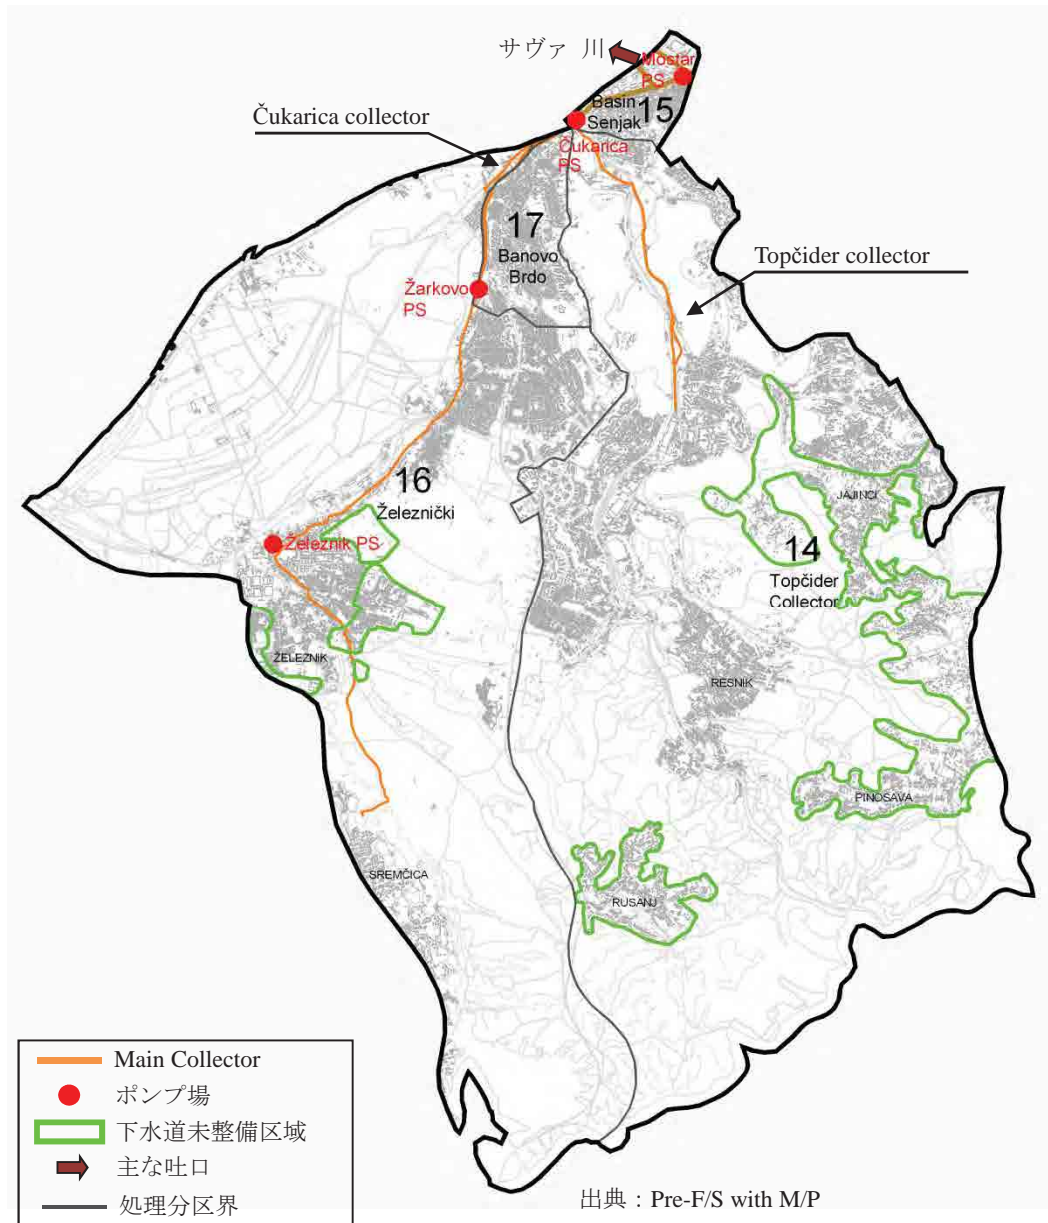 サヴァ 川
Mostar
PS
15
Basin
Senjak
Čukarica collector
Čukarica
PS
17
Banovo
Brdo
Topčider collector
Žarkovo
PS
16
Železnički
JAJINCI
Železnik PS
14
Topčider
Collector
ŽELEZNIK
RESNIK
PINOSAVA
SREMČICA
RUSANJ
Main Collector
ポンプ場
下水道未整備区域
主な吐口
処理分区界
出典：Pre-F/S with M/P